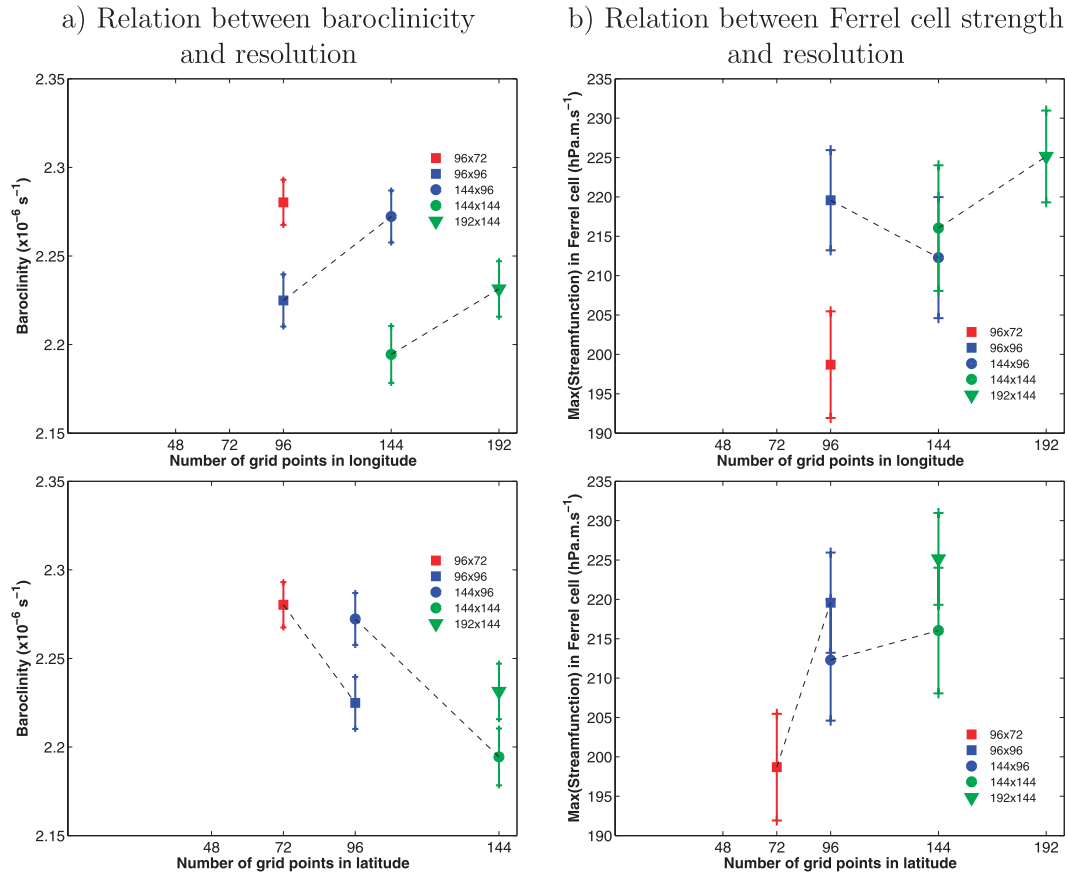 a) Relation between baroclinicity
and resolution
b) Relation between Ferrel cell strength
and resolution
2.35
2.3
2.25
2.2
2.15
Baroclinity (x10⁻⁶ s⁻¹)
96x72
96x96
144x96
144x144
192x144
48 72 96 144 192
Number of grid points in longitude
235
230
225
220
215
210
205
200
195
190
Max(Streamfunction) in Ferrel cell (hPa.m.s⁻¹)
96x72
96x96
144x96
144x144
192x144
48 72 96 144 192
Number of grid points in longitude
2.35
2.3
2.25
2.2
2.15
Baroclinity (x10⁻⁶ s⁻¹)
96x72
96x96
144x96
144x144
192x144
48 72 96 144
Number of grid points in latitude
235
230
225
220
215
210
205
200
195
190
Max(Streamfunction) in Ferrel cell (hPa.m.s⁻¹)
96x72
96x96
144x96
144x144
192x144
48 72 96 144 192
Number of grid points in latitude